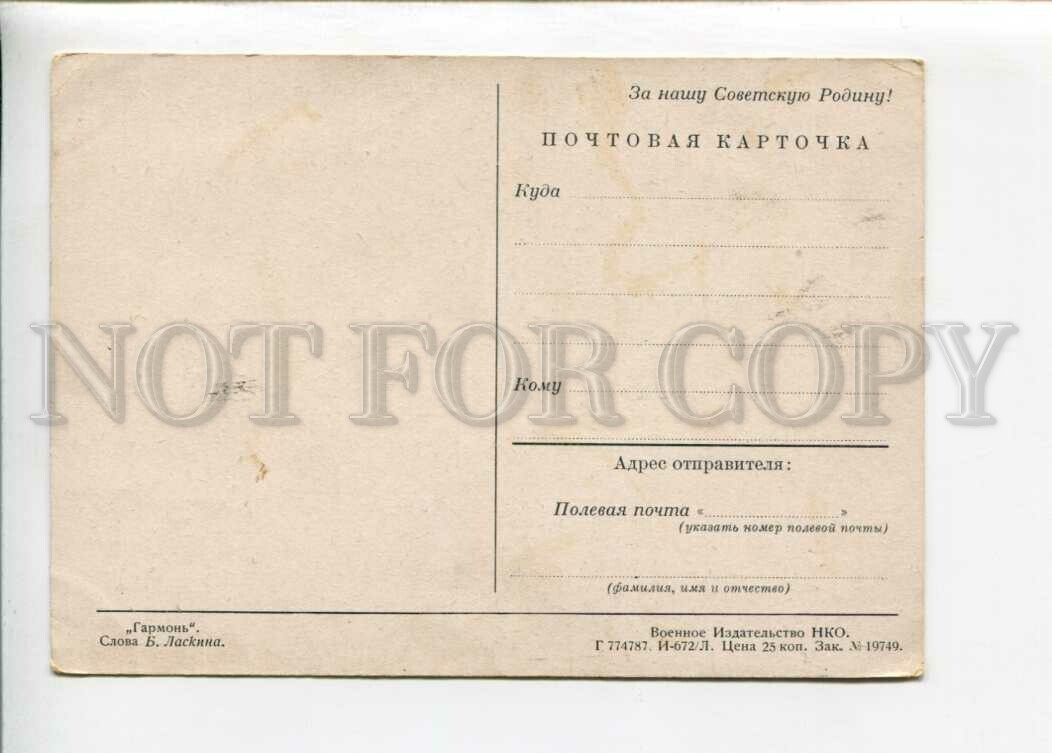 За нашу Советскую Родину!
ПОЧТОВАЯ КАРТОЧКА
Куда
NOT FOR COPY
Кому
Адрес отправителя:
Полевая почта « »
(указать номер полевой почты)
(фамилия, имя и отчество)
„Гармонь“.
Слова Б. Ласкина.
Военное Издательство НКО.
Г 774787. И-672/Л. Цена 25 коп. Зак. № 19749.